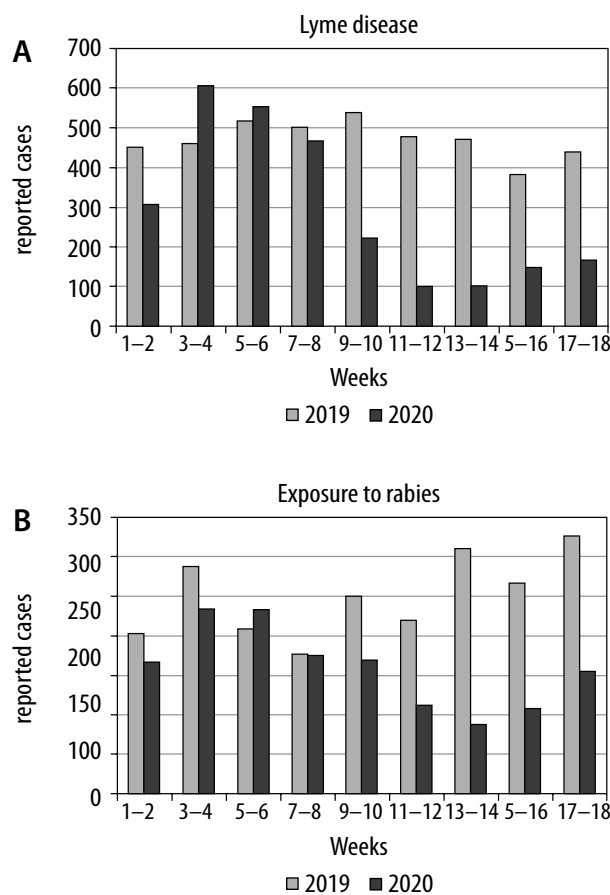 A
Lyme disease
700
600
500
400
300
200
100
0
reported cases
1–2 3–4 5–6 7–8 9–10 11–12 13–14 5–16 17–18
Weeks
2019 2020
B
Exposure to rabies
350
250
200
150
100
0
reported cases
1–2 3–4 5–6 7–8 9–10 11–12 13–14 5–16 17–18
Weeks
2019 2020